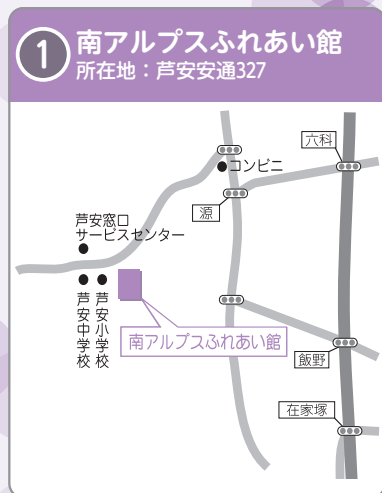 1
南アルプスふれあい館
所在地：芦安安通327
六科
コンビニ
源
芦安窓口
サービスセンター
芦安中学校
芦安小学校
南アルプスふれあい館
飯野
在家塚